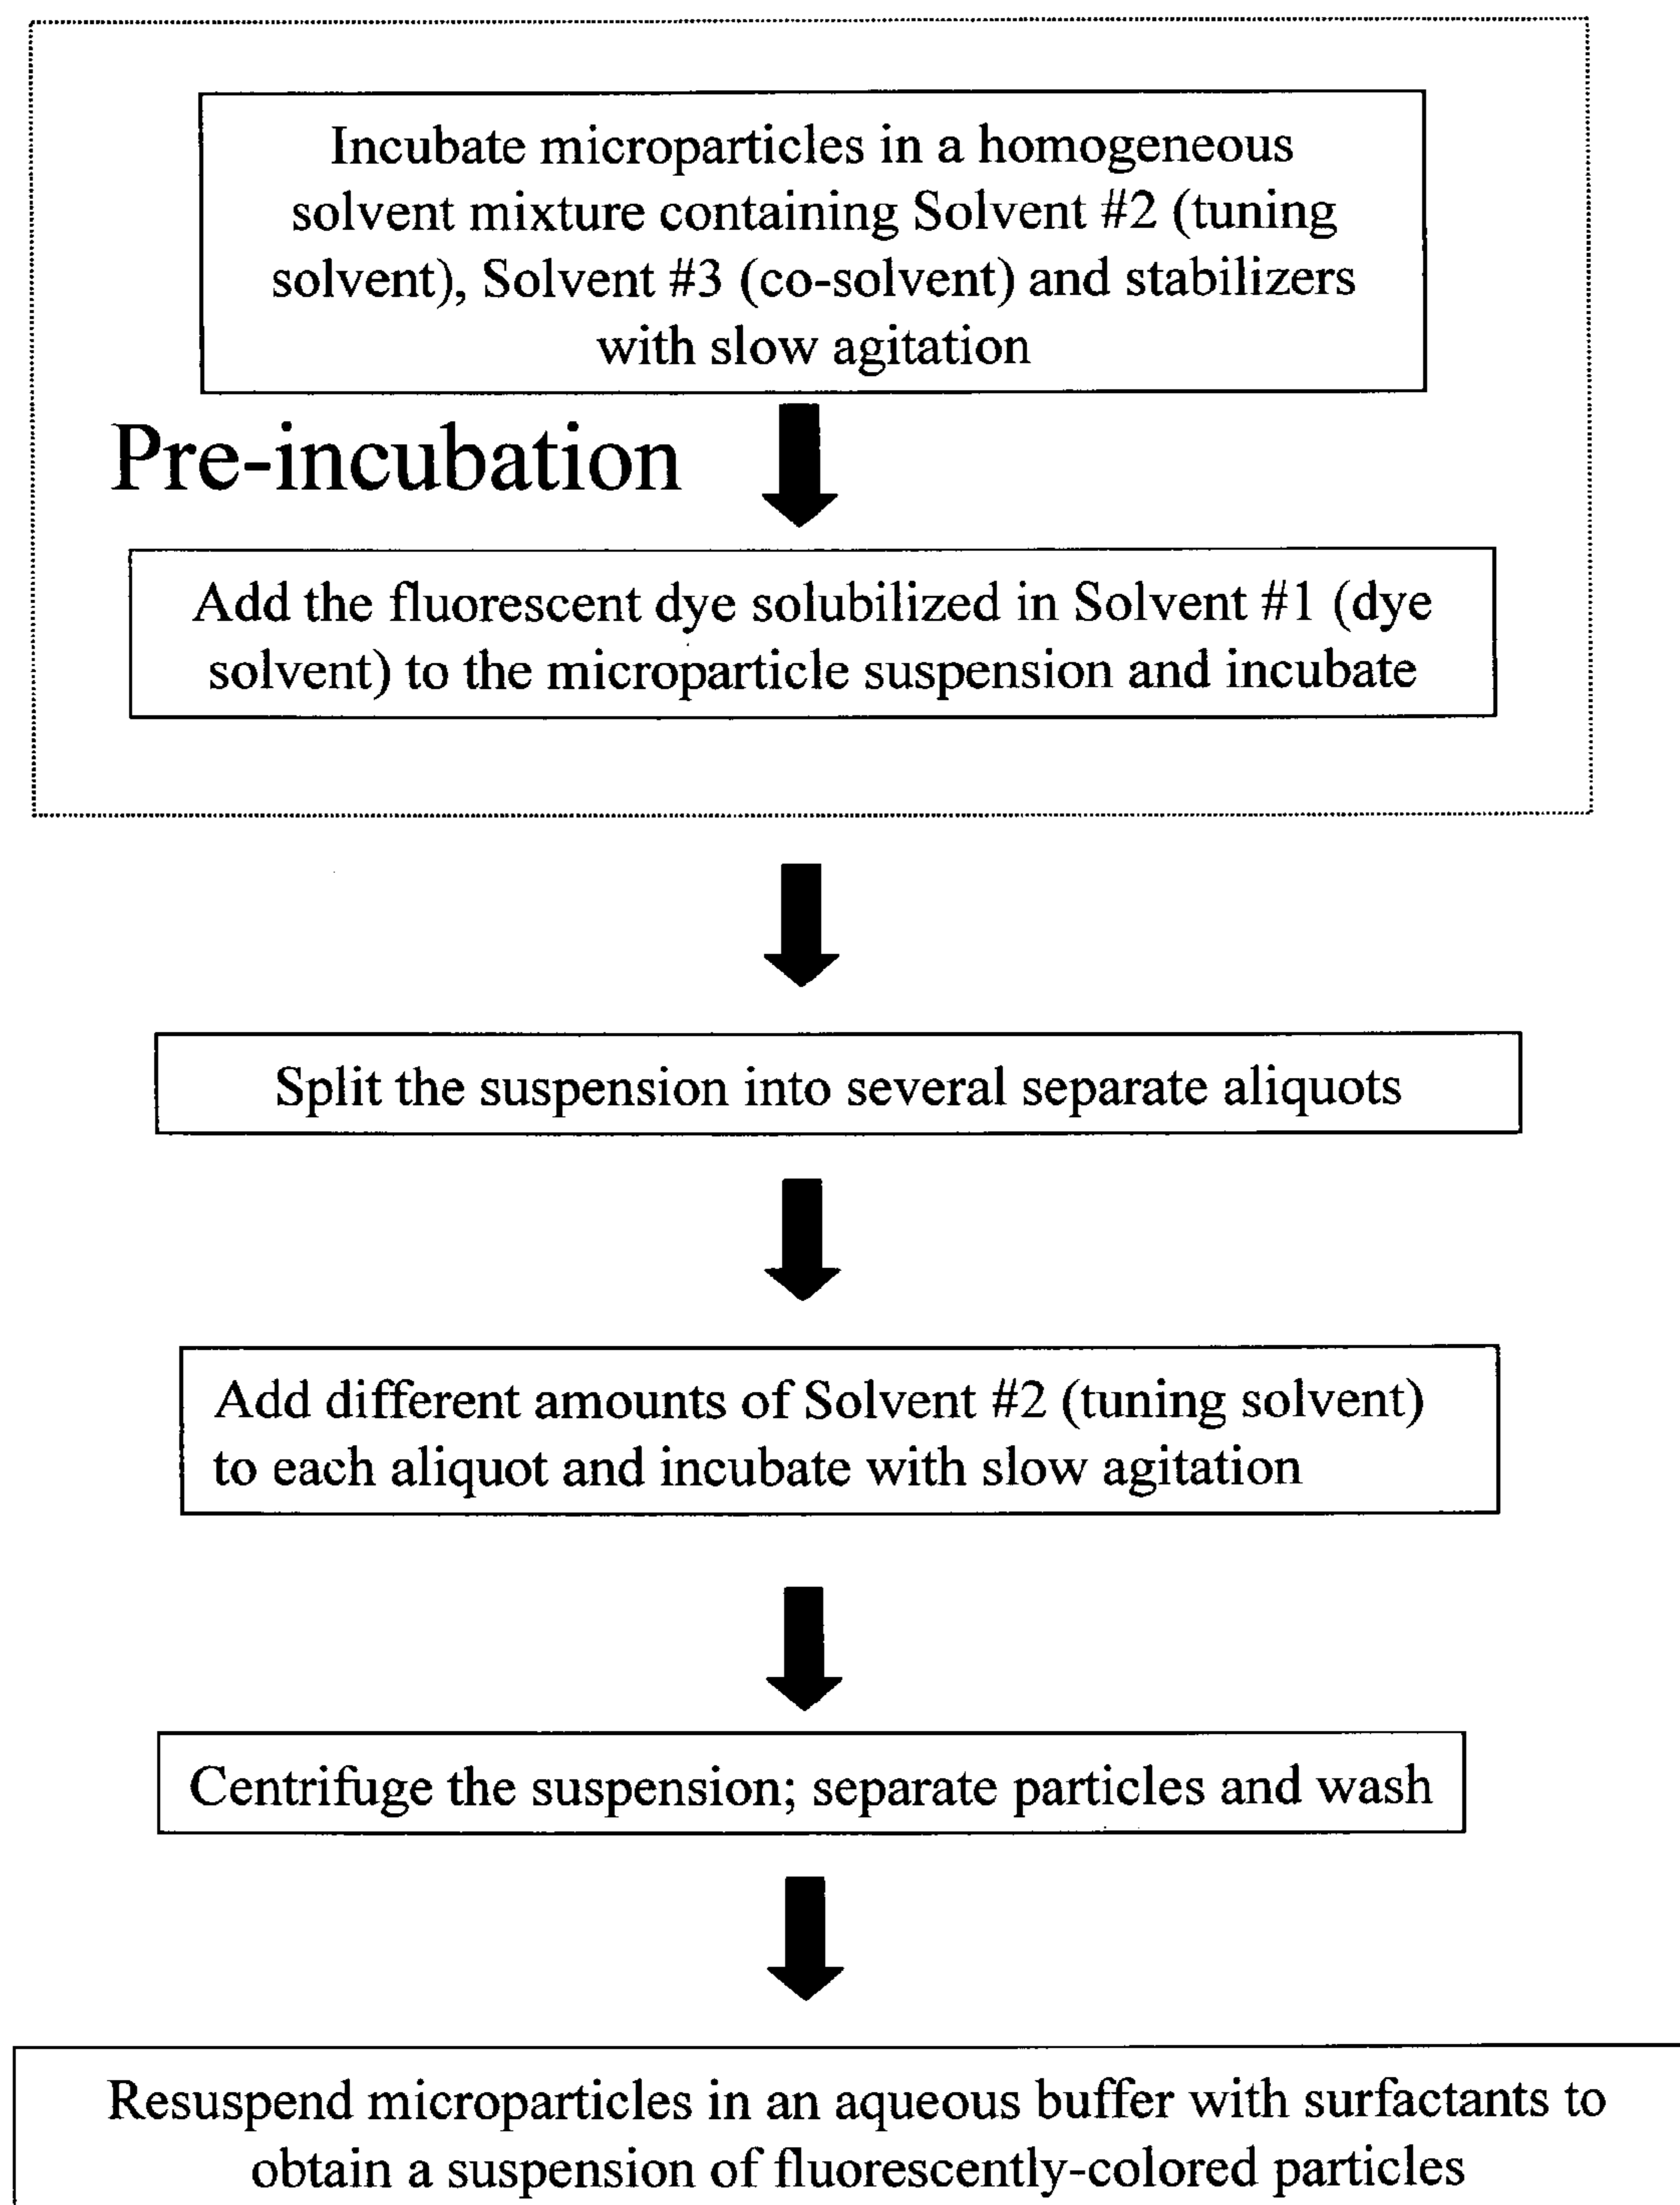 Incubate microparticles in a homogeneous
solvent mixture containing Solvent #2 (tuning
solvent), Solvent #3 (co-solvent) and stabilizers
with slow agitation
Pre-incubation
Add the fluorescent dye solubilized in Solvent #1 (dye
solvent) to the microparticle suspension and incubate
Split the suspension into several separate aliquots
Add different amounts of Solvent #2 (tuning solvent)
to each aliquot and incubate with slow agitation
Centrifuge the suspension; separate particles and wash
Resuspend microparticles in an aqueous buffer with surfactants to
obtain a suspension of fluorescently-colored particles